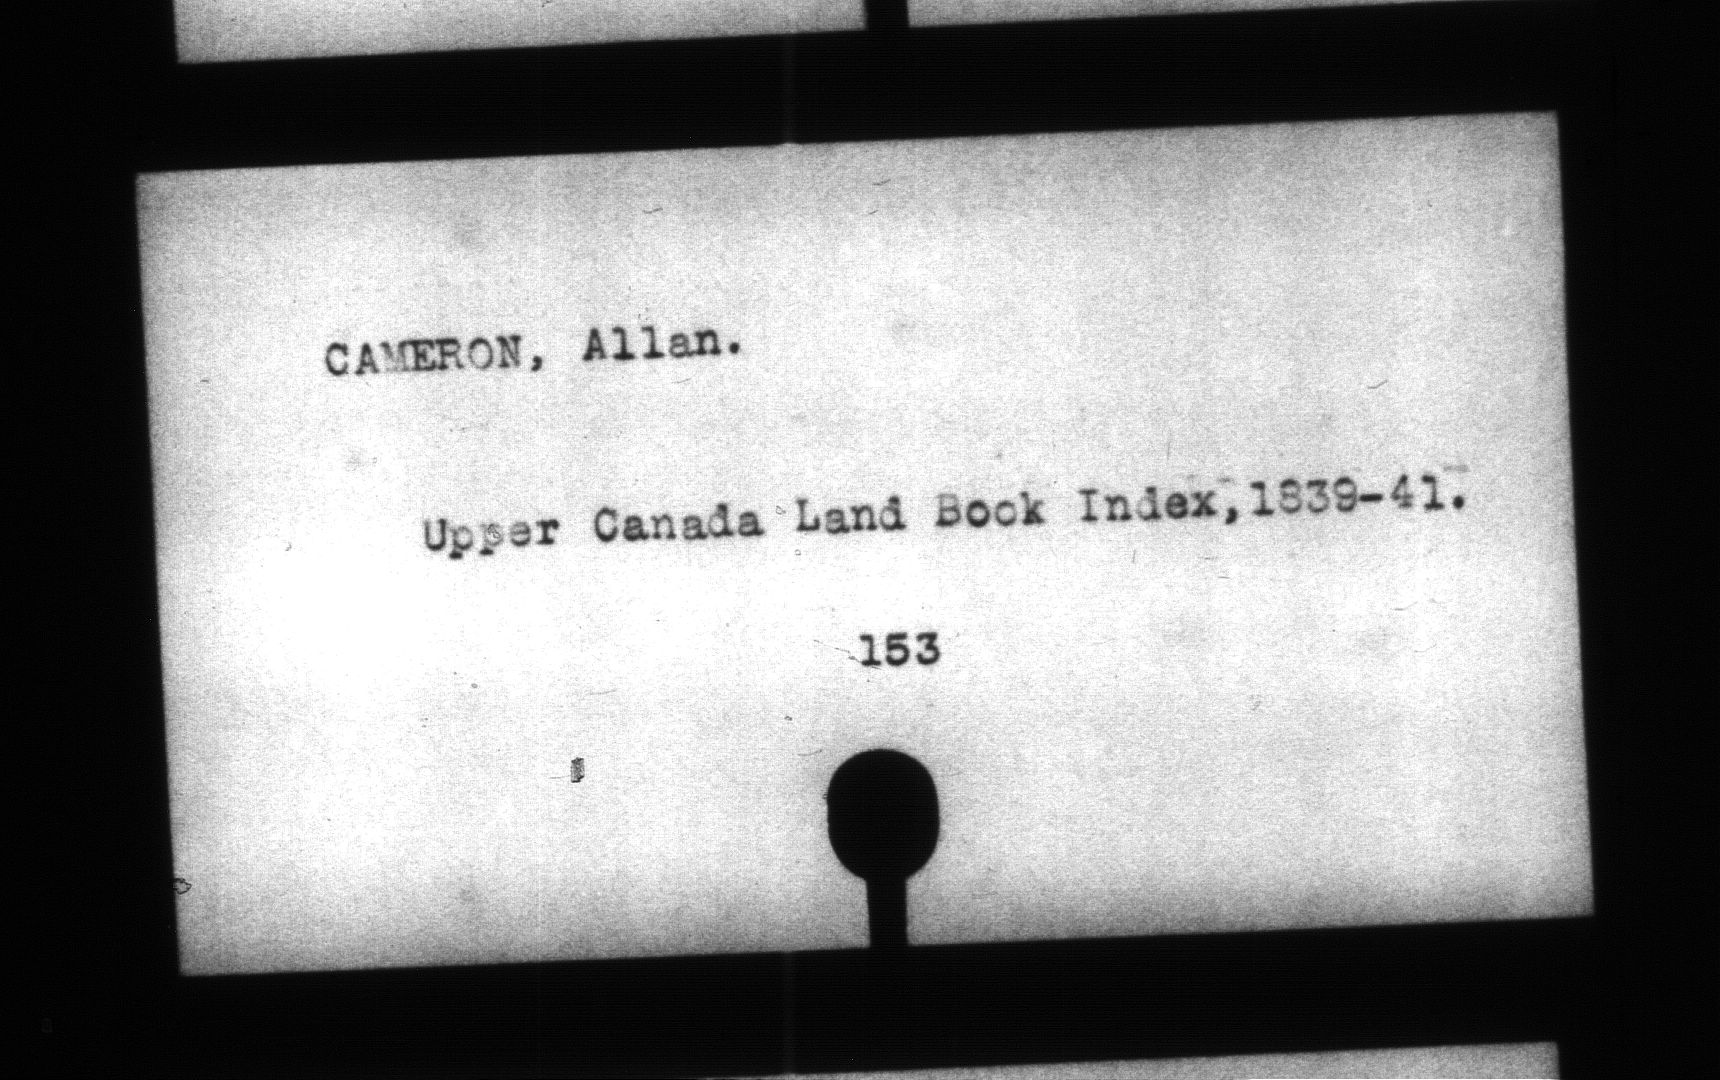 CAMERON, Allan.
Upper Canada Land Book Index,1839-41.
153